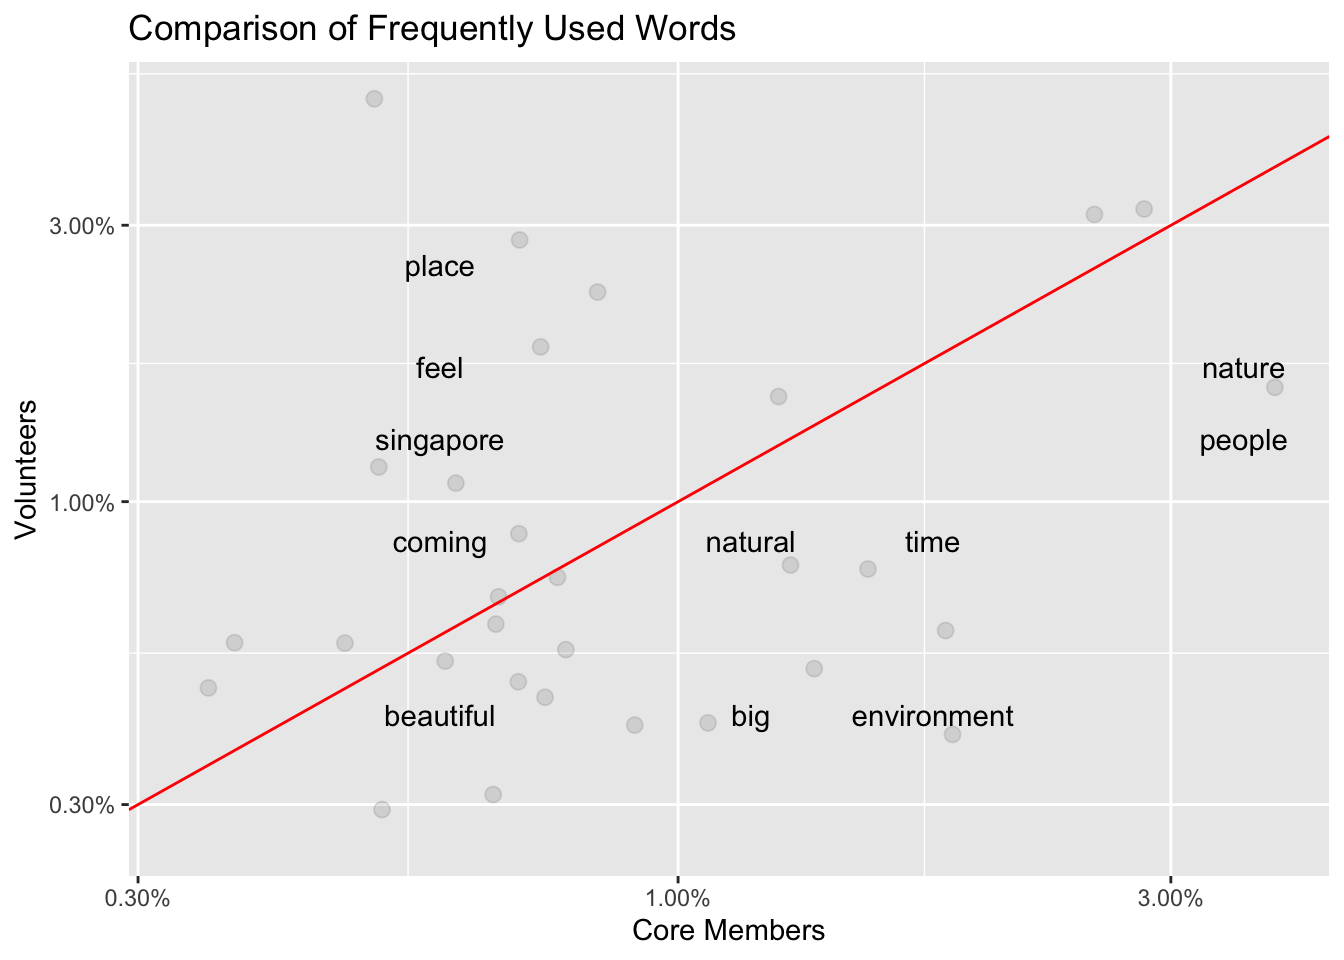 Comparison of Frequently Used Words
3.00%
place
feel
nature
singapore
people
Volunteers
1.00%
coming
natural
time
beautiful
big
environment
0.30%
0.30%
1.00%
3.00%
Core Members